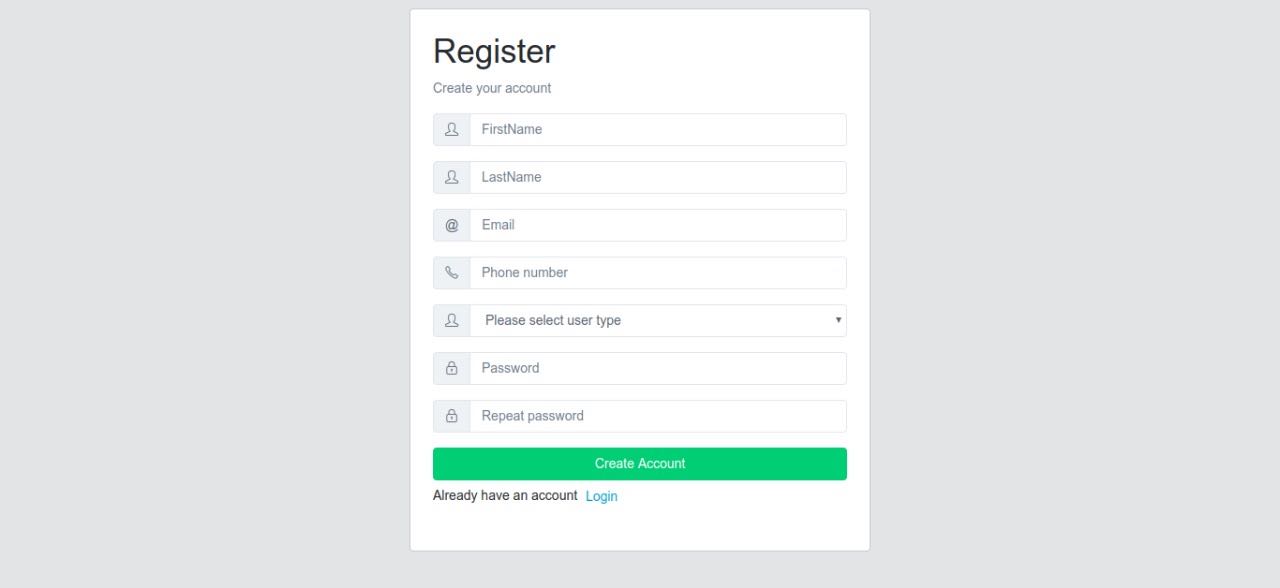 Register
Create your account
FirstName
LastName
@ Email
Phone number
Please select user type
Password
Repeat password
Create Account
Already have an account Login